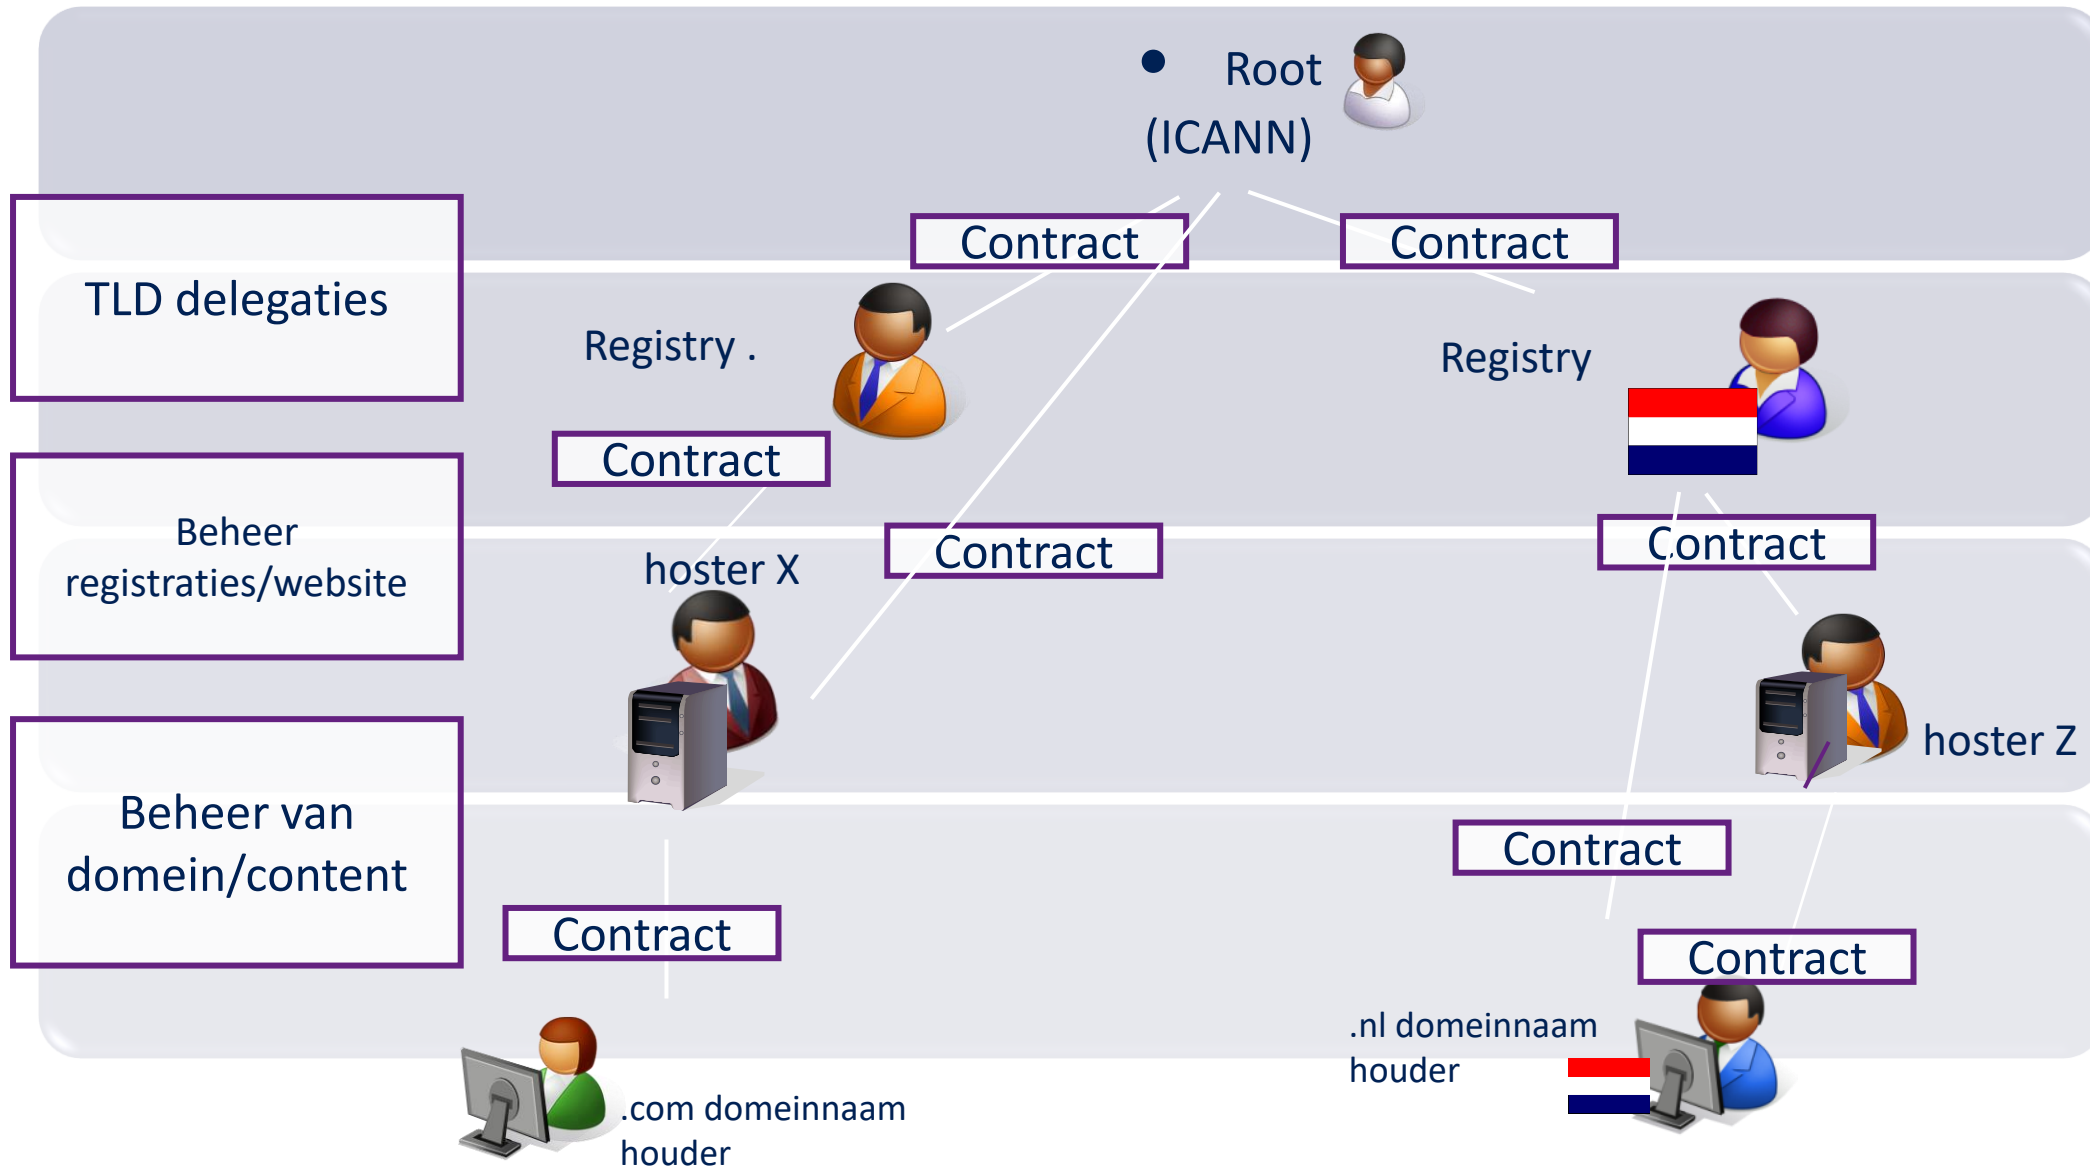 • Root
(ICANN)
Contract
Contract
TLD delegaties
Registry .
Registry
Contract
Beheer
registraties/website
hoster X
Contract
Contract
hoster Z
Beheer van
domein/content
Contract
Contract
Contract
.nl domeinnaam
houder
.com domeinnaam
houder